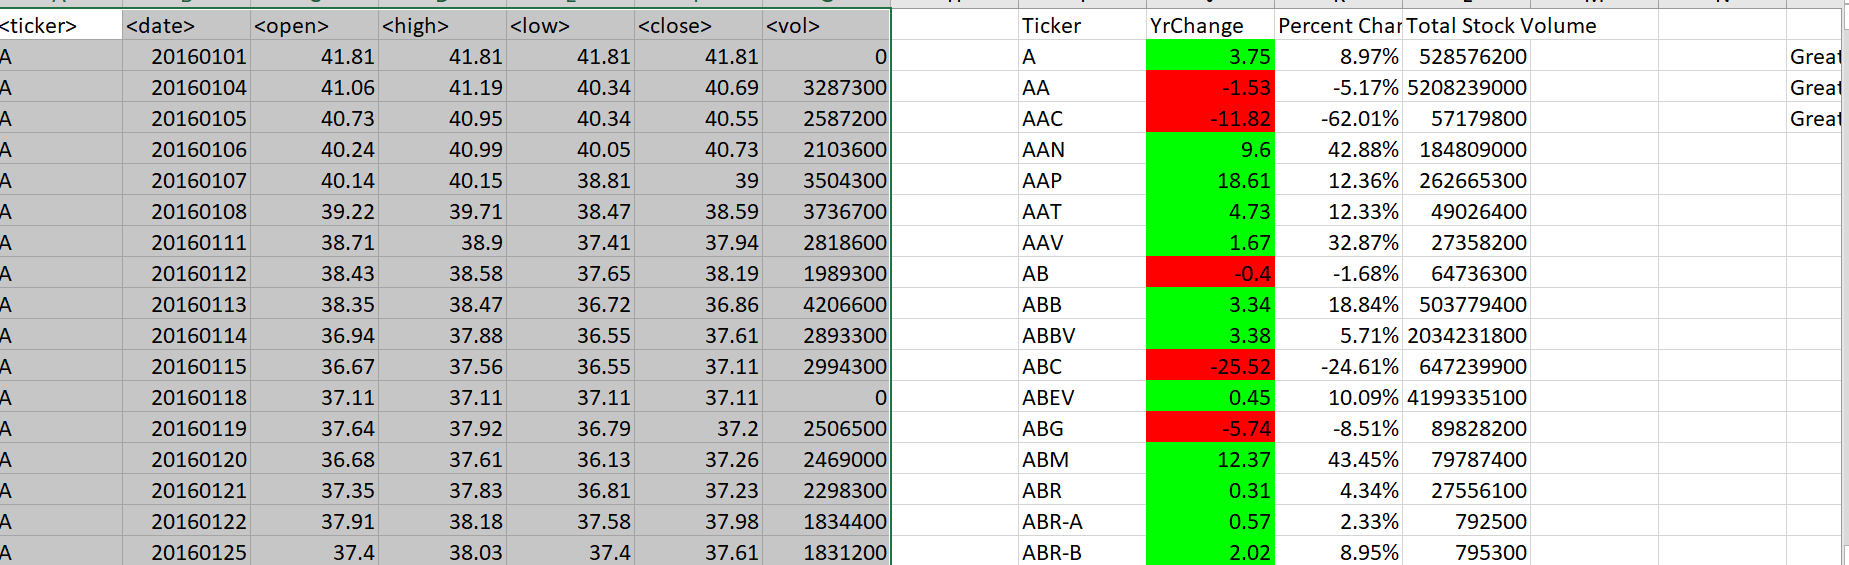 <ticker> <date> <open> <high> <low> <close> <vol> Ticker YrChange Percent Char Total Stock Volume
A 20160101 41.81 41.81 41.81 41.81 0 A 3.75 8.97% 528576200 Great
A 20160104 41.06 41.19 40.34 40.69 3287300 AA -1.53 -5.17% 5208239000 Great
A 20160105 40.73 40.95 40.34 40.55 2587200 AAC -11.82 -62.01% 57179800 Great
A 20160106 40.24 40.99 40.05 40.73 2103600 AAN 9.6 42.88% 184809000
A 20160107 40.14 40.15 38.81 39 3504300 AAP 18.61 12.36% 262665300
A 20160108 39.22 39.71 38.47 38.59 3736700 AAT 4.73 12.33% 49026400
A 20160111 38.71 38.9 37.41 37.94 2818600 AAV 1.67 32.87% 27358200
A 20160112 38.43 38.58 37.65 38.19 1989300 AB -0.4 -1.68% 64736300
A 20160113 38.35 38.47 36.72 36.86 4206600 ABB 3.34 18.84% 503779400
A 20160114 36.94 37.88 36.55 37.61 2893300 ABBV 3.38 5.71% 2034231800
A 20160115 36.67 37.56 36.55 37.11 2994300 ABC -25.52 -24.61% 647239900
A 20160118 37.11 37.11 37.11 37.11 0 ABEV 0.45 10.09% 4199335100
A 20160119 37.64 37.92 36.79 37.2 2506500 ABG -5.74 -8.51% 89828200
A 20160120 36.68 37.61 36.13 37.26 2469000 ABM 12.37 43.45% 79787400
A 20160121 37.35 37.83 36.81 37.23 2298300 ABR 0.31 4.34% 27556100
A 20160122 37.91 38.18 37.58 37.98 1834400 ABR-A 0.57 2.33% 792500
A 20160125 37.4 38.03 37.4 37.61 1831200 ABR-B 2.02 8.95% 795300